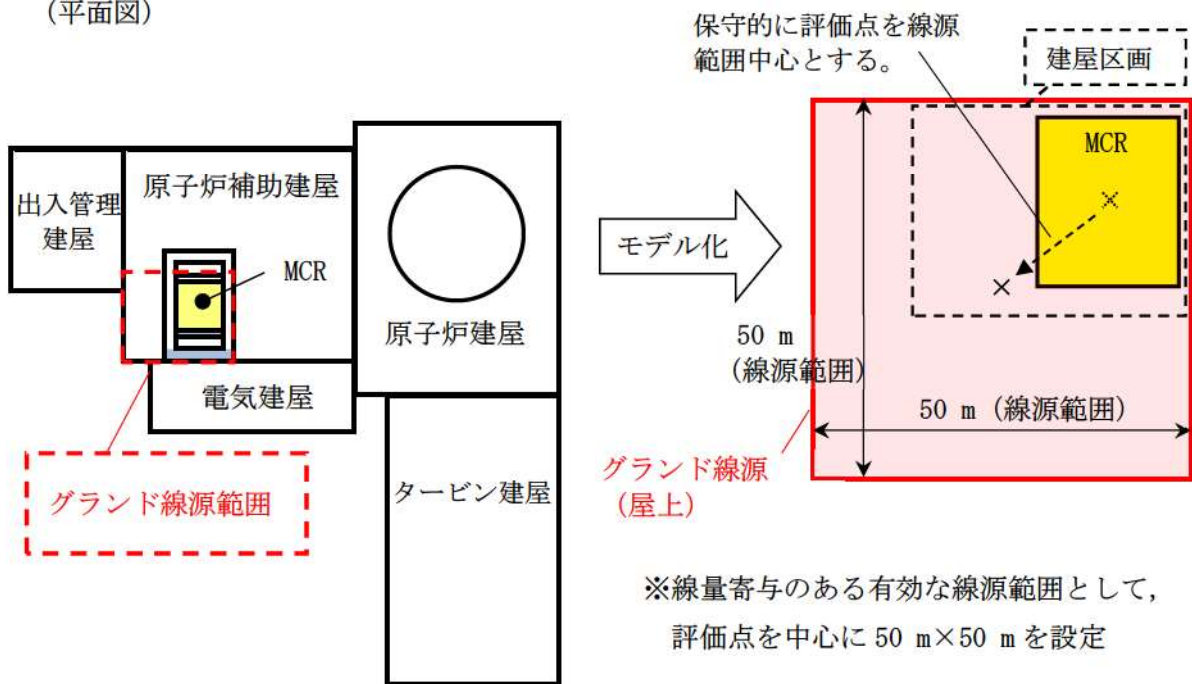 (平面図)
出入管理
建屋
原子炉補助建屋
MCR
原子炉建屋
電気建屋
タービン建屋
グランド線源範囲
モデル化
保守的に評価点を線源
範囲中心とする。
建屋区画
MCR
50 m
(線源範囲)
50 m (線源範囲)
グランド線源
(屋上)
※線量寄与のある有効な線源範囲として,
評価点を中心に 50 m×50 m を設定